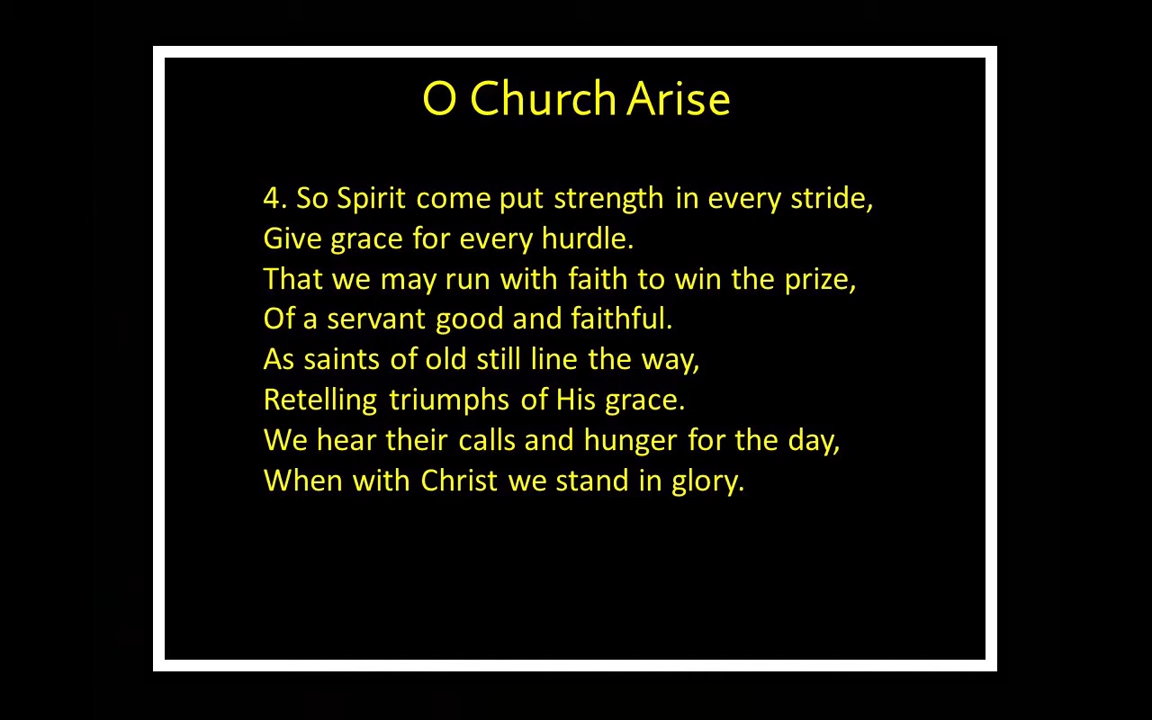 O Church Arise
4. So Spirit come put strength in every stride,
Give grace for every hurdle.
That we may run with faith to win the prize,
Of a servant good and faithful.
As saints of old still line the way,
Retelling triumphs of His grace.
We hear their calls and hunger for the day,
When with Christ we stand in glory.